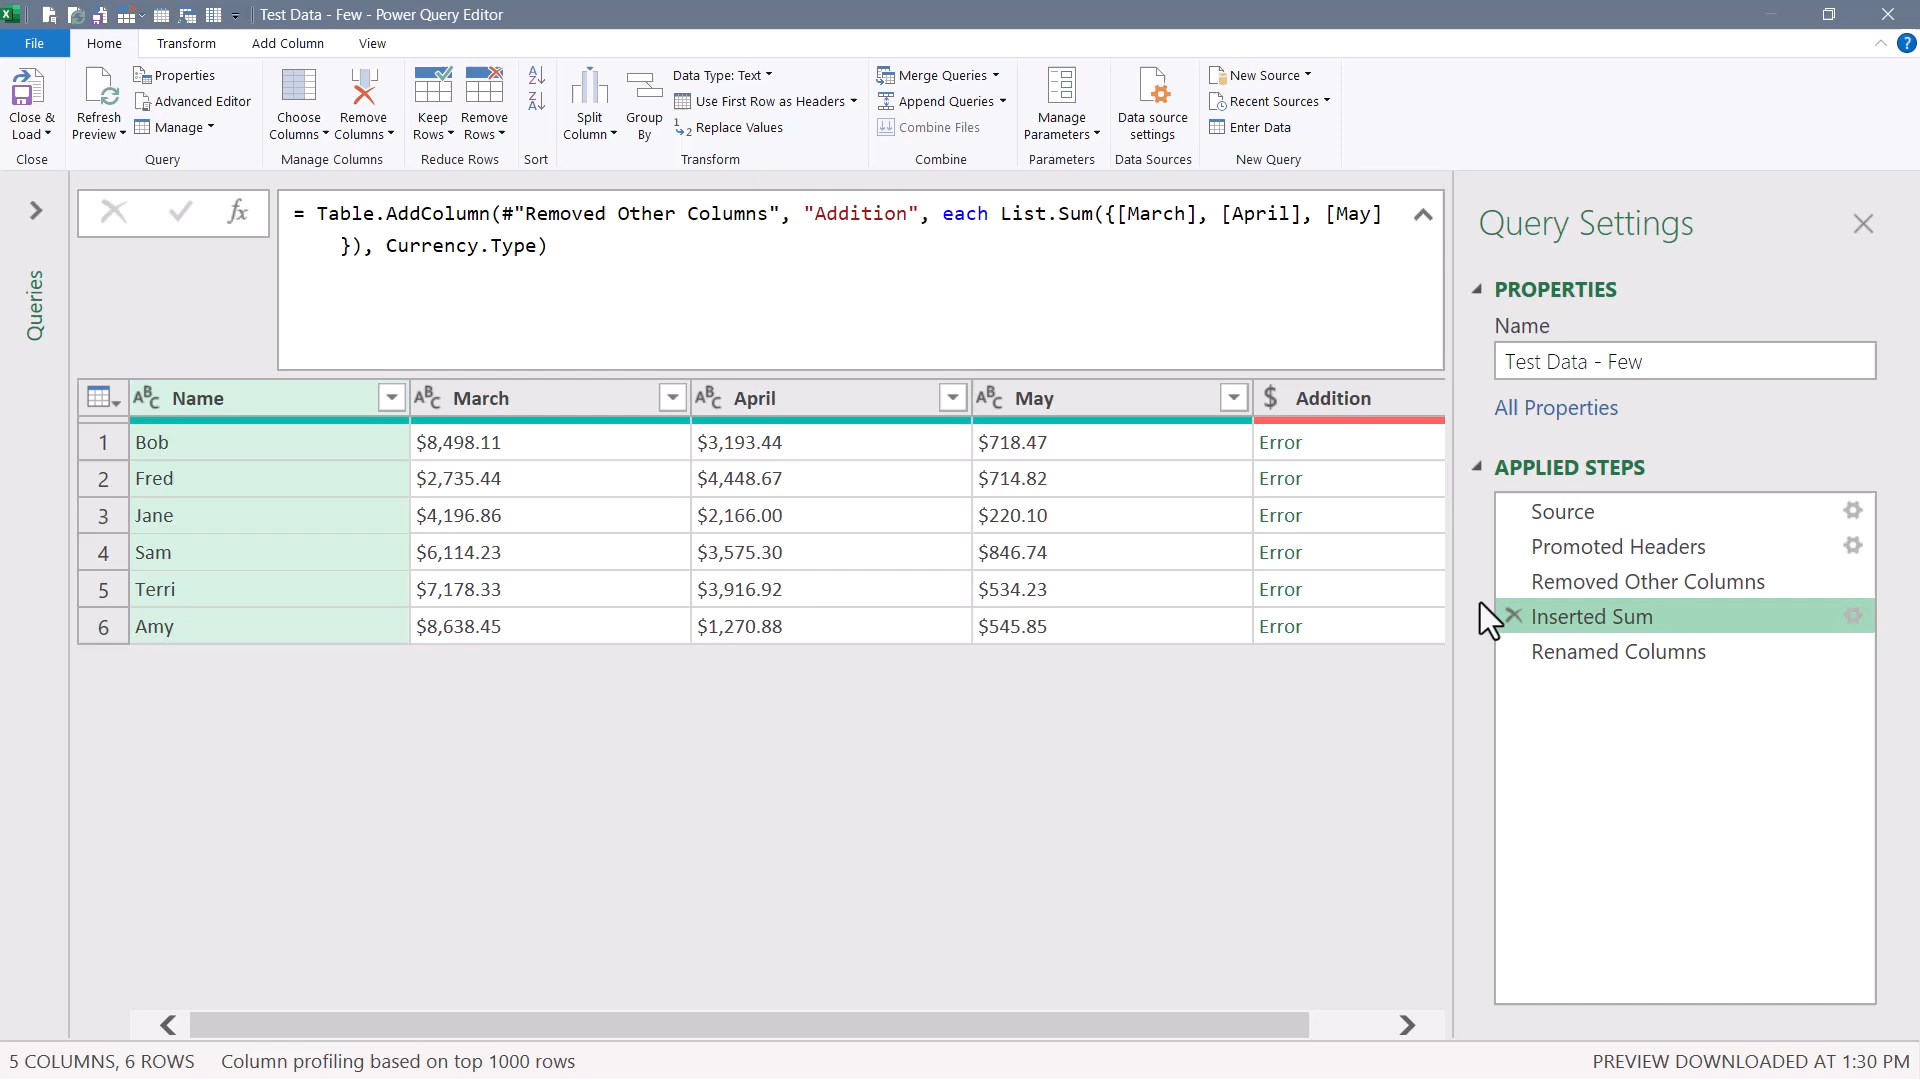 Test Data - Few - Power Query Editor
File Home Transform Add Column View
Close & Load
Close
Refresh Preview
Properties
Advanced Editor
Manage
Query
Choose Columns
Remove Columns
Manage Columns
Keep Rows
Remove Rows
Reduce Rows
Sort
Split Column
Group By
Data Type: Text
Use First Row as Headers
Replace Values
Transform
Merge Queries
Append Queries
Combine Files
Combine
Manage Parameters
Parameters
Data source settings
Data Sources
New Source
Recent Sources
Enter Data
New Query
Queries
fx
= Table.AddColumn(#"Removed Other Columns", "Addition", each List.Sum({[March], [April], [May]
}), Currency.Type)
ABC Name ABC March ABC April ABC May $ Addition
1 Bob $8,498.11 $3,193.44 $718.47 Error
2 Fred $2,735.44 $4,448.67 $714.82 Error
3 Jane $4,196.86 $2,166.00 $220.10 Error
4 Sam $6,114.23 $3,575.30 $846.74 Error
5 Terri $7,178.33 $3,916.92 $534.23 Error
6 Amy $8,638.45 $1,270.88 $545.85 Error
Query Settings
PROPERTIES
Name
Test Data - Few
All Properties
APPLIED STEPS
Source
Promoted Headers
Removed Other Columns
Inserted Sum
Renamed Columns
5 COLUMNS, 6 ROWS Column profiling based on top 1000 rows
PREVIEW DOWNLOADED AT 1:30 PM